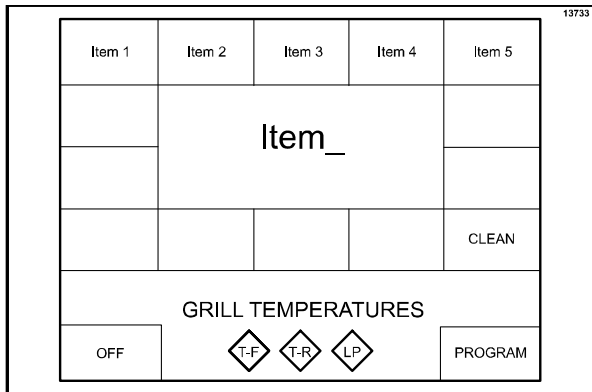 13733
Item 1 Item 2 Item 3 Item 4 Item 5
Item_
CLEAN
GRILL TEMPERATURES
OFF T-F T-R LP PROGRAM